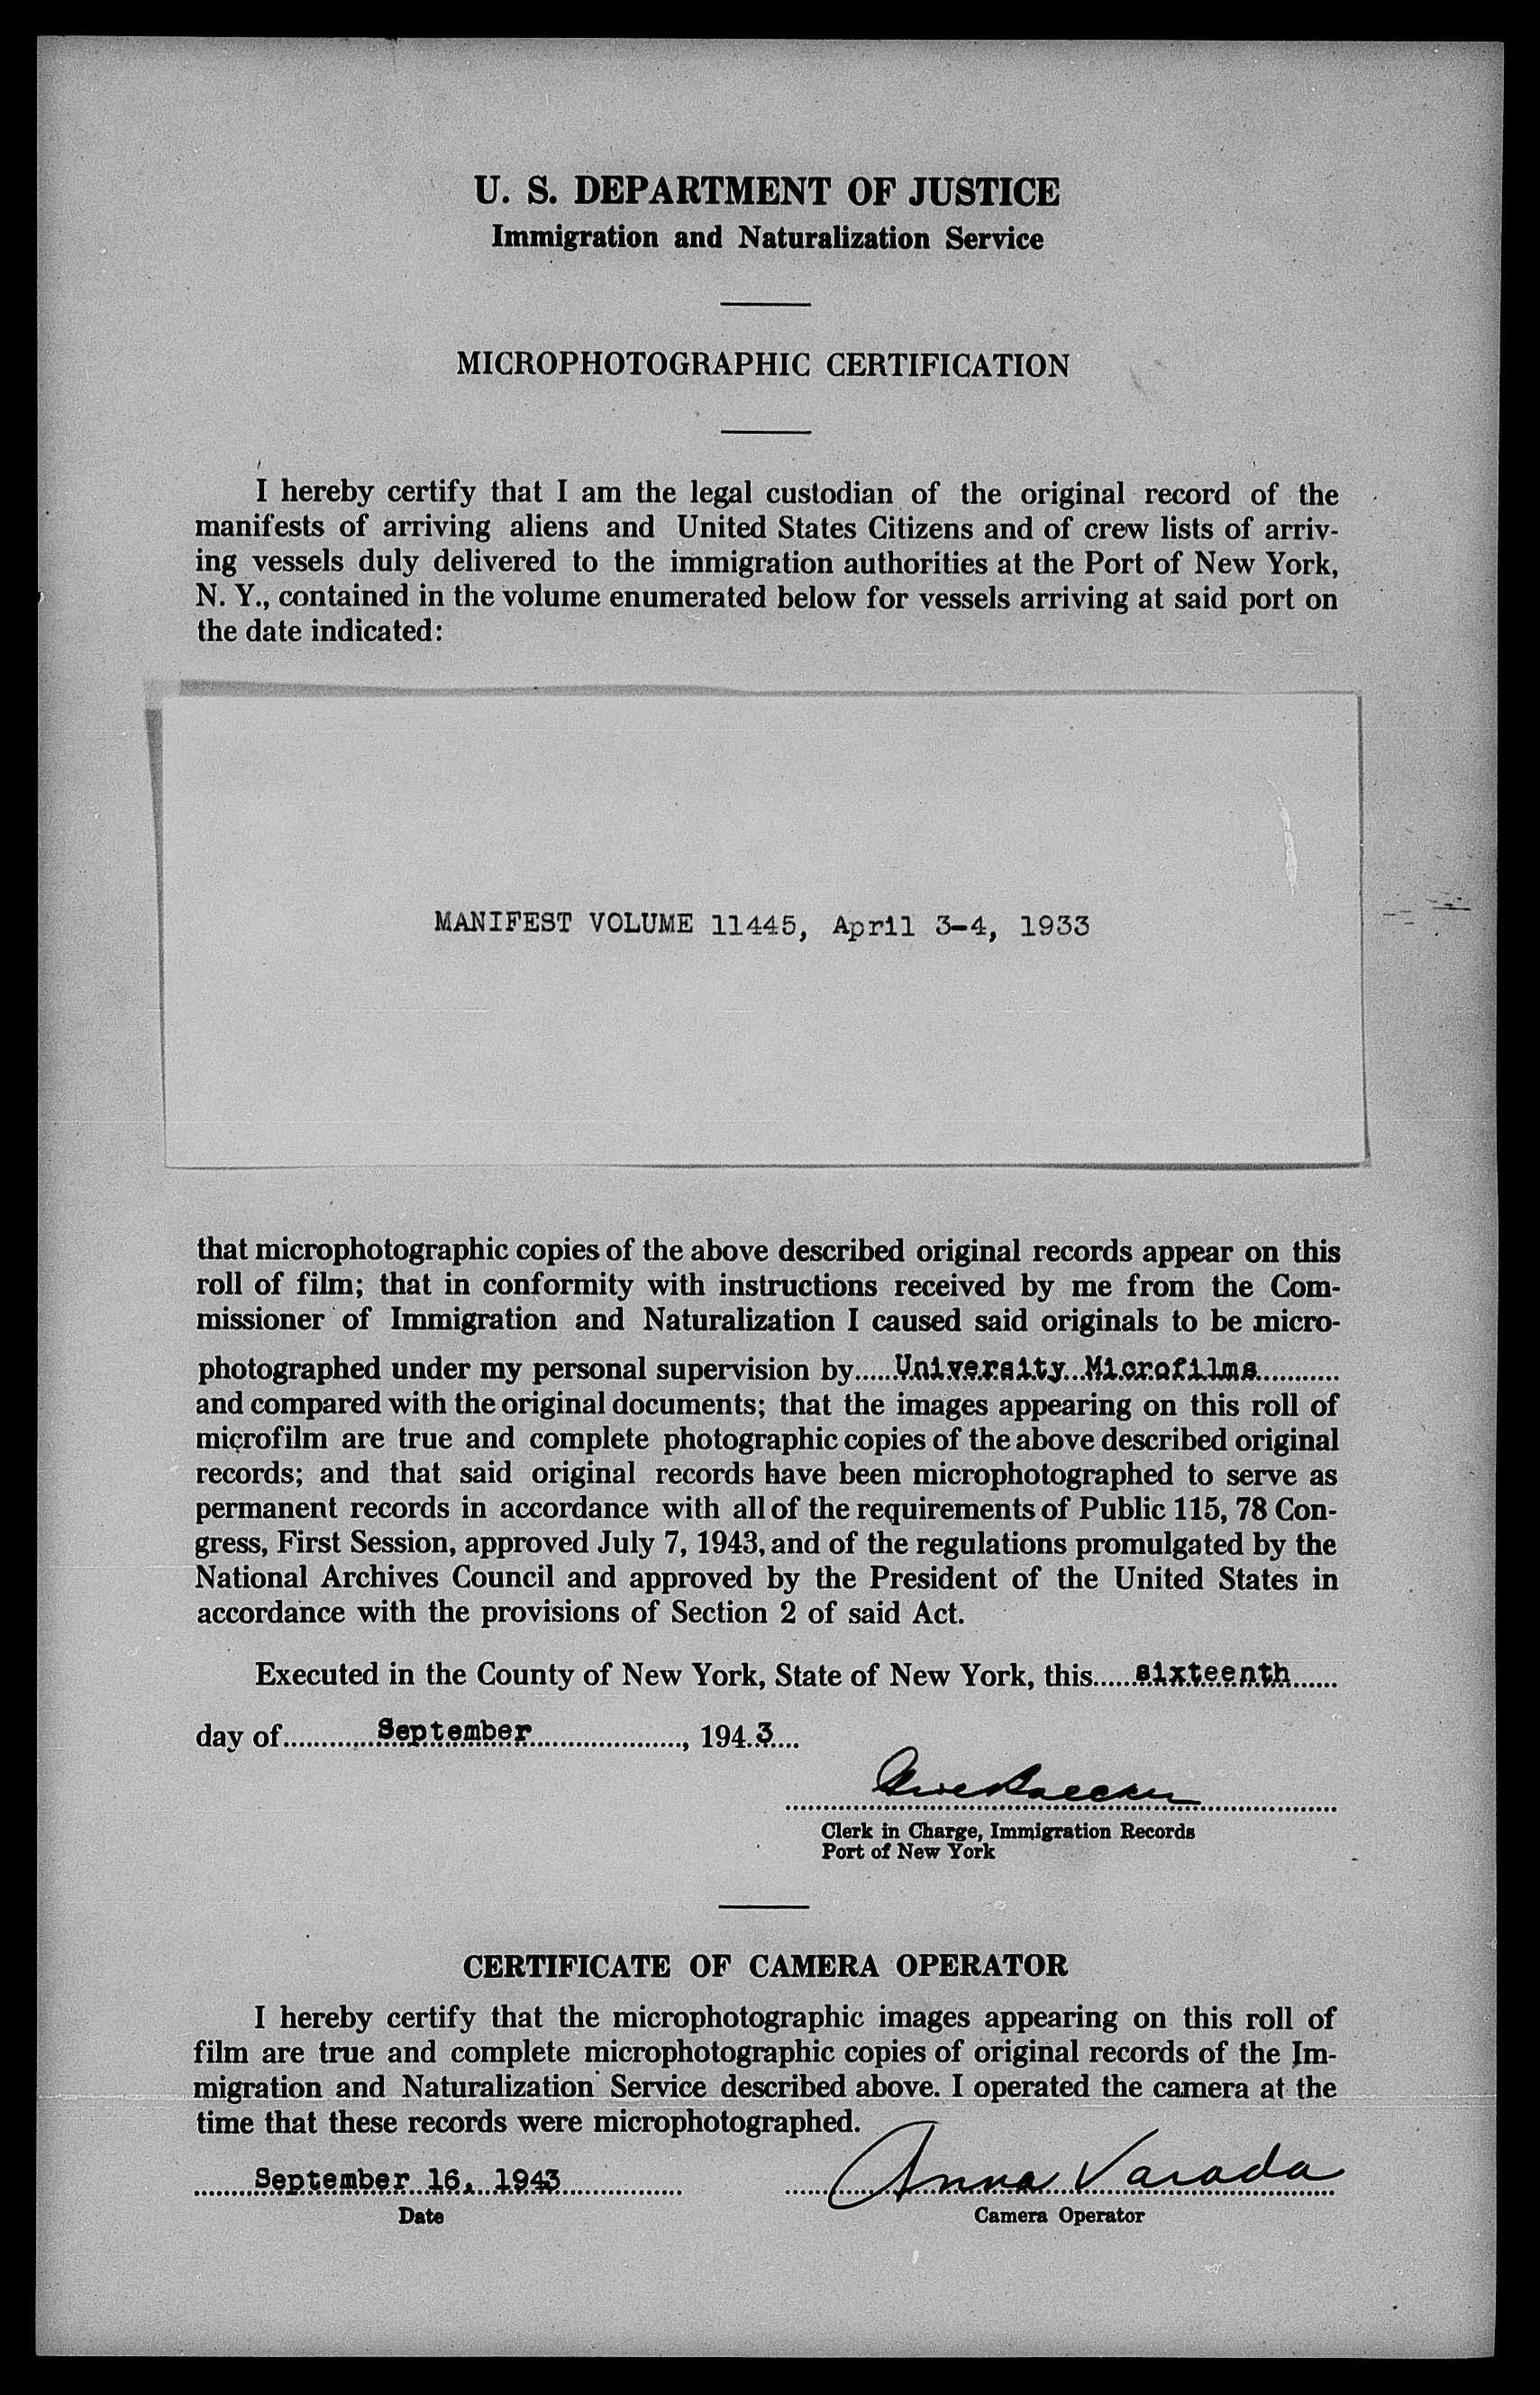 U. S. DEPARTMENT OF JUSTICE
Immigration and Naturalization Service
MICROPHOTOGRAPHIC CERTIFICATION
I hereby certify that I am the legal custodian of the original record of the
manifests of arriving aliens and United States Citizens and of crew lists of arriv-
ing vessels duly delivered to the immigration authorities at the Port of New York,
N. Y., contained in the volume enumerated below for vessels arriving at said port on
the date indicated:
MANIFEST VOLUME 11445, April 3-4, 1933
that microphotographic copies of the above described original records appear on this
roll of film; that in conformity with instructions received by me from the Com-
missioner of Immigration and Naturalization I caused said originals to be micro-
photographed under my personal supervision by.....University Microfilms...........
and compared with the original documents; that the images appearing on this roll of
microfilm are true and complete photographic copies of the above described original
records; and that said original records have been microphotographed to serve as
permanent records in accordance with all of the requirements of Public 115, 78 Con-
gress, First Session, approved July 7, 1943, and of the regulations promulgated by the
National Archives Council and approved by the President of the United States in
accordance with the provisions of Section 2 of said Act.
Executed in the County of New York, State of New York, this......sixteenth......
day of............September...................., 194..3....
Clerk in Charge, Immigration Records
Port of New York
CERTIFICATE OF CAMERA OPERATOR
I hereby certify that the microphotographic images appearing on this roll of
film are true and complete microphotographic copies of original records of the Im-
migration and Naturalization Service described above. I operated the camera at the
time that these records were microphotographed.
September 16, 1943 Anna Varada
Date Camera Operator